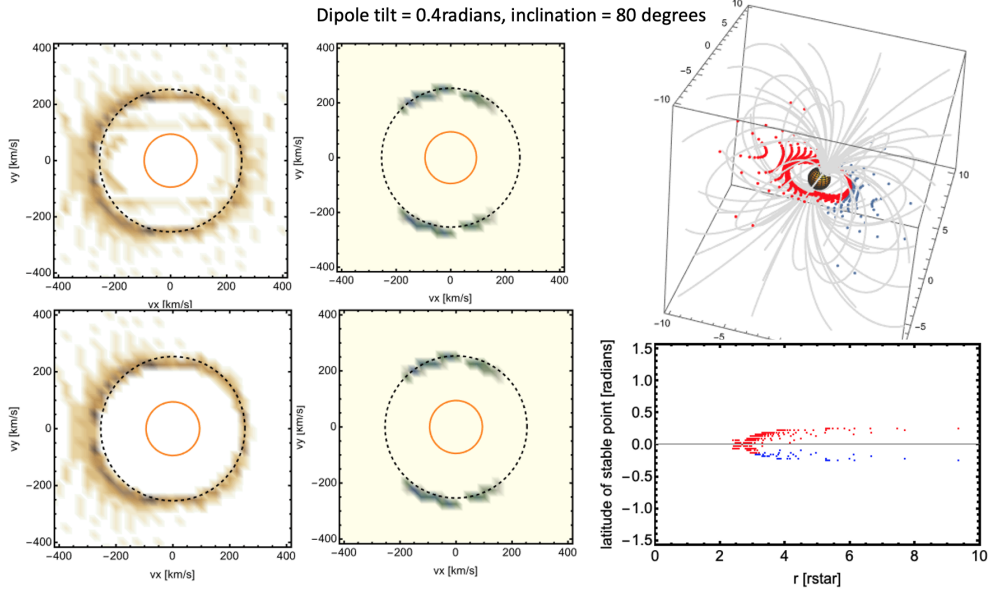 Dipole tilt = 0.4radians, inclination = 80 degrees
400
200
0
−200
−400
vy [km/s]
−400 −200 0 200 400
vx [km/s]
400
200
0
−200
−400
vy [km/s]
−400 −200 0 200 400
vx [km/s]
10
5
0
−5
−10
10
5
0
−5
−10
−5
400
200
0
−200
−400
vy [km/s]
−400 −200 0 200 400
vx [km/s]
400
200
0
−200
−400
vy [km/s]
−400 −200 0 200 400
vx [km/s]
1.5
1.0
0.5
0.0
−0.5
−1.0
−1.5
latitude of stable point [radians]
0 2 4 6 8 10
r [rstar]